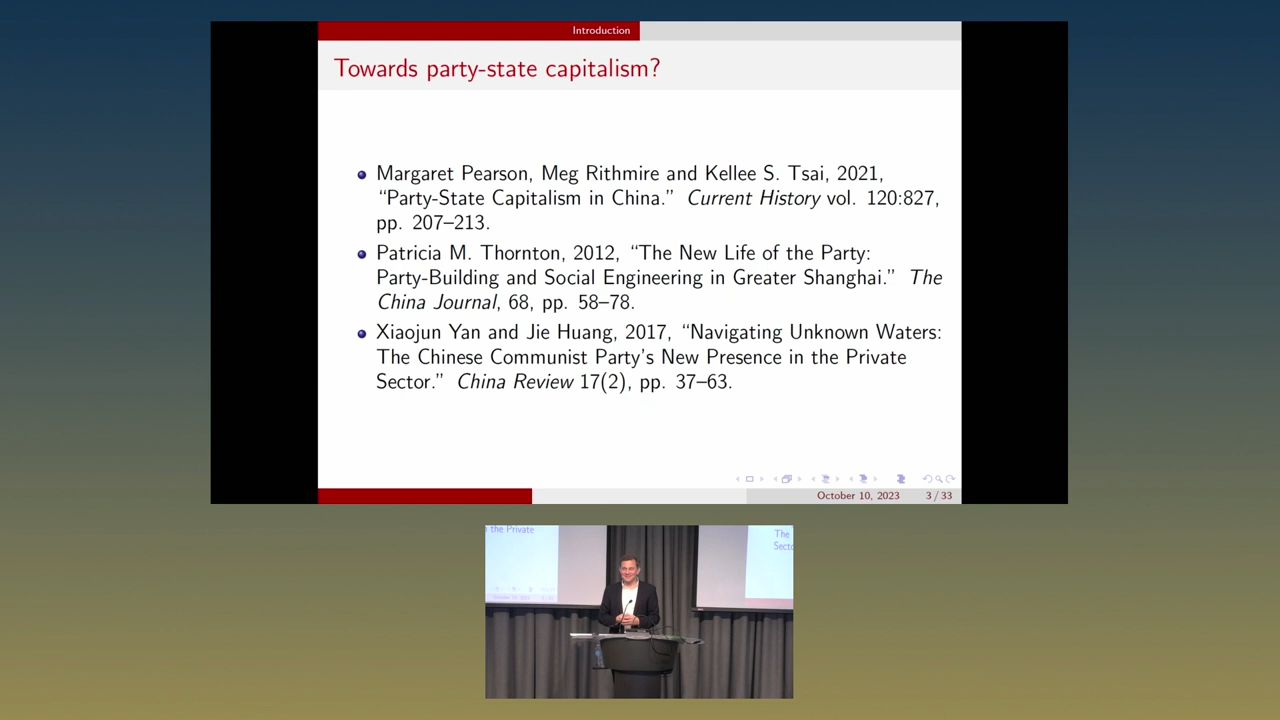 Introduction
Towards party-state capitalism?
Margaret Pearson, Meg Rithmire and Kellee S. Tsai, 2021,
“Party-State Capitalism in China.” Current History vol. 120:827,
pp. 207–213.
Patricia M. Thornton, 2012, “The New Life of the Party:
Party-Building and Social Engineering in Greater Shanghai.” The
China Journal, 68, pp. 58–78.
Xiaojun Yan and Jie Huang, 2017, “Navigating Unknown Waters:
The Chinese Communist Party’s New Presence in the Private
Sector.” China Review 17(2), pp. 37–63.
October 10, 2023 3 / 33
the Private
The
Secto